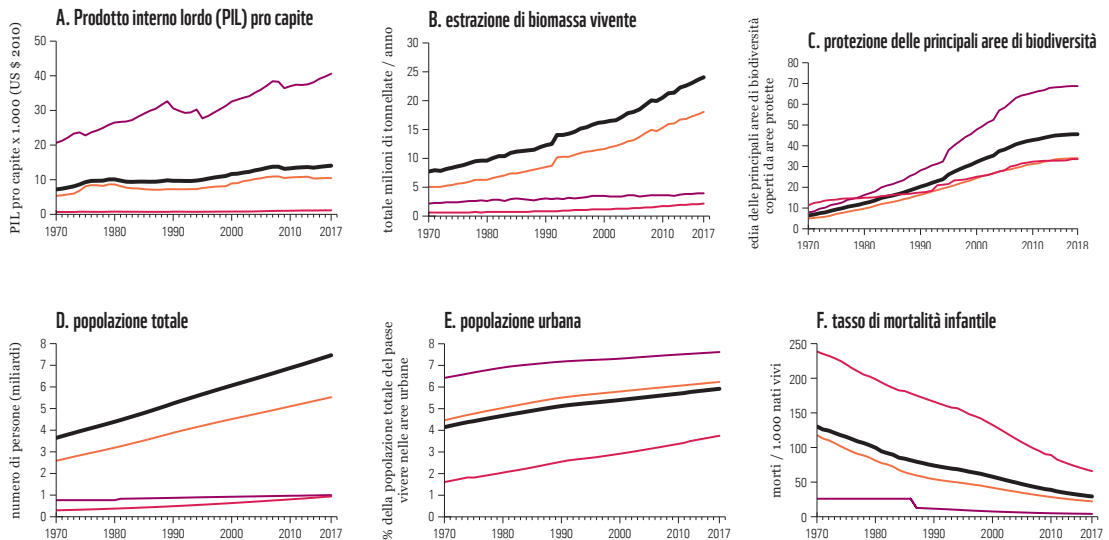 A. Prodotto interno lordo (PIL) pro capite
PIL pro capite x 1.000 (US $ 2010)
50
40
30
20
10
0
1970 1980 1990 2000 2010 2017
B. estrazione di biomassa vivente
totale milioni di tonnellate / anno
30
25
20
15
10
5
0
1970 1980 1990 2000 2010 2017
C. protezione delle principali aree di biodiversità
edia delle principali aree di biodiversità
coperti da aree protette
80
70
60
50
40
30
20
10
0
1970 1980 1990 2000 2010 2018
D. popolazione totale
numero di persone (miliardi)
8
7
6
5
4
3
2
1
0
1970 1980 1990 2000 2010 2017
E. popolazione urbana
% della popolazione totale del paese
vivere nelle aree urbane
8
7
6
5
4
3
2
1
0
1970 1980 1990 2000 2010 2017
F. tasso di mortalità infantile
morti / 1.000 nati vivi
250
200
150
100
50
0
1970 1980 1990 2000 2010 2017